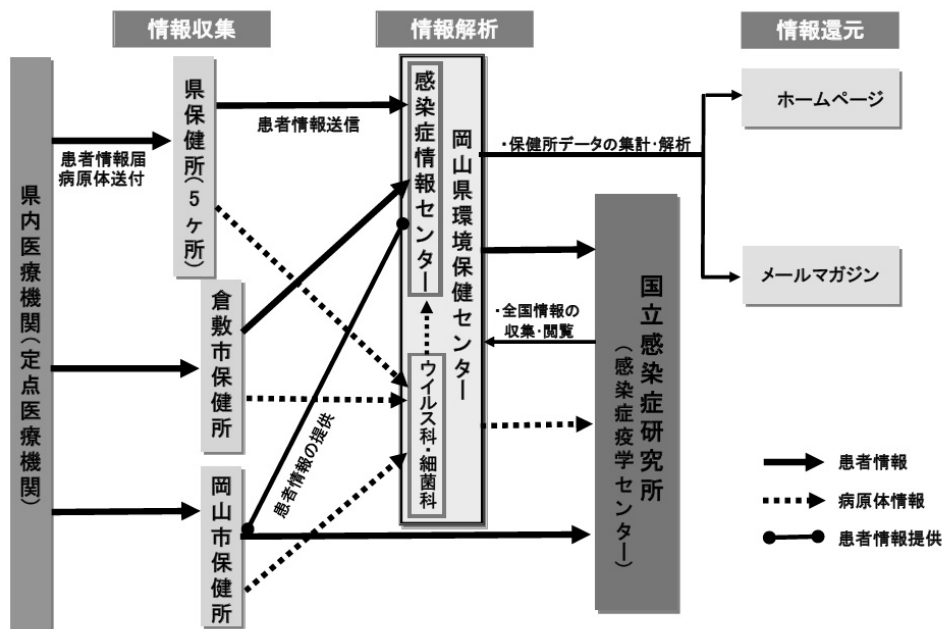 情報収集
情報解析
情報還元
県内医療機関(定点医療機関)
患者情報届
病原体送付
県保健所(5ヶ所)
倉敷市保健所
岡山市保健所
患者情報送信
患者情報の提供
感染症情報センター
ウイルス科・細菌科
岡山県環境保健センター
・保健所データの集計・解析
・全国情報の
収集・閲覧
国立感染症研究所
(感染症疫学センター)
ホームページ
メールマガジン
患者情報
病原体情報
患者情報提供